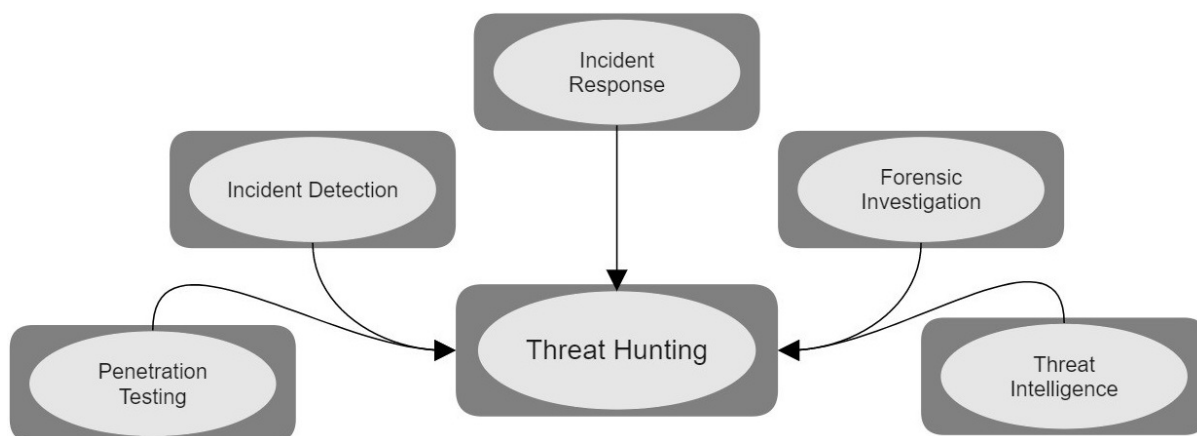 Incident
Response
Incident Detection
Forensic
Investigation
Threat Hunting
Penetration
Testing
Threat
Intelligence